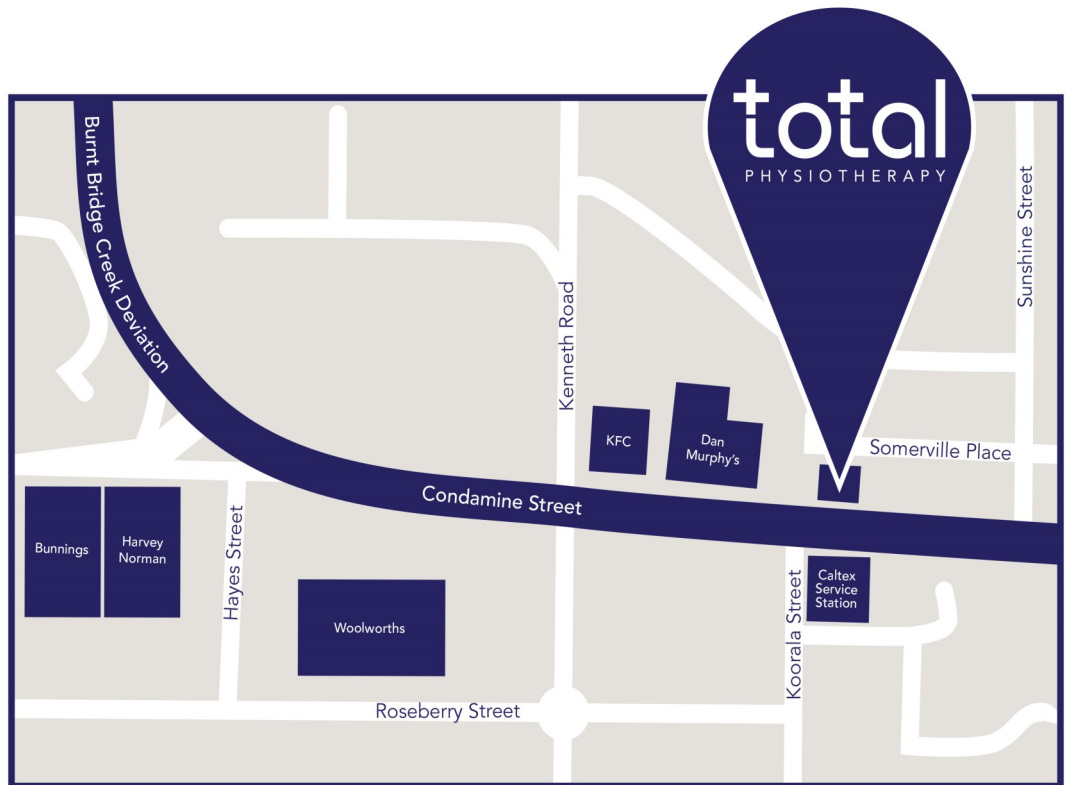 total
PHYSIOTHERAPY
Burnt Bridge Creek Deviation
Sunshine Street
Kenneth Road
KFC
Dan
Murphy's
Somerville Place
Condamine Street
Bunnings
Harvey
Norman
Hayes Street
Woolworths
Koorala Street
Caltex
Service
Station
Roseberry Street